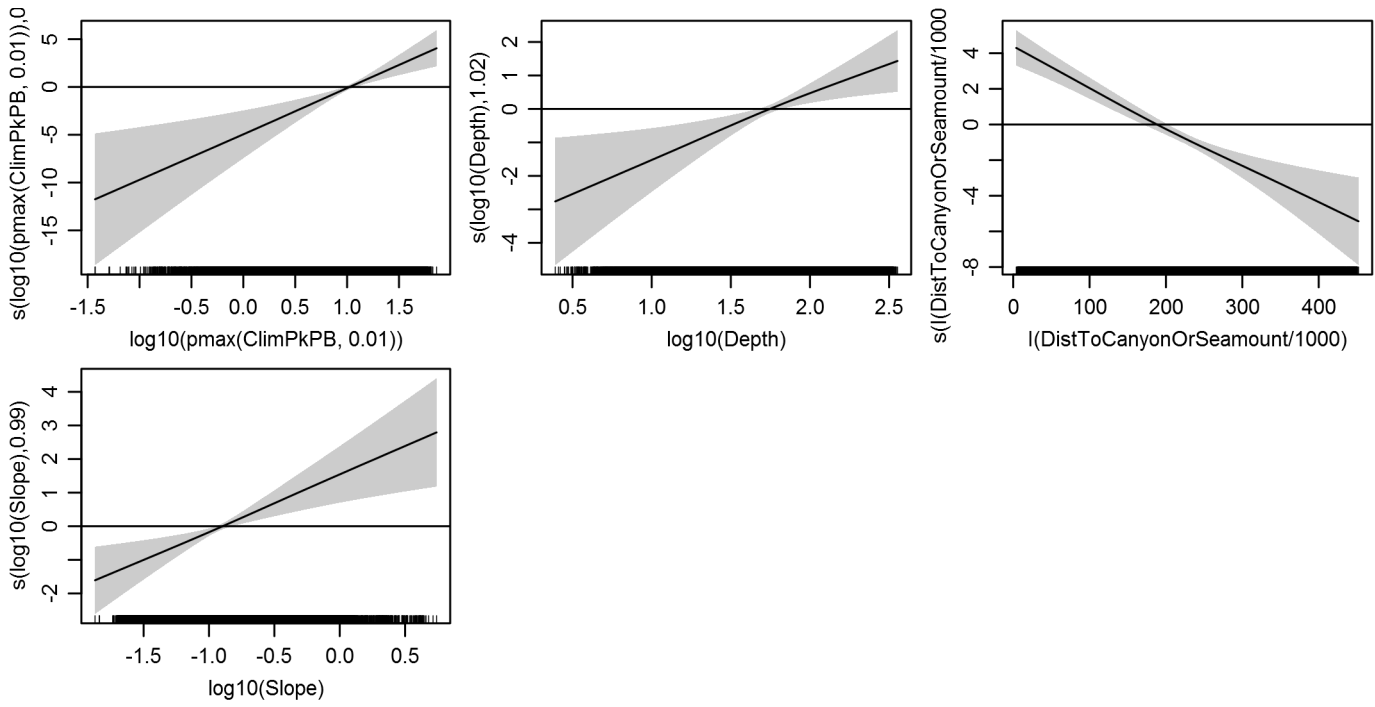 s(log10(pmax(ClimPkPB, 0.01)),0
5
0
-5
-10
-15
-1.5 -1.0 -0.5 0.0 0.5 1.0 1.5
log10(pmax(ClimPkPB, 0.01))
s(log10(Depth),1.02)
2
1
0
-2
-4
0.5 1.0 1.5 2.0 2.5
log10(Depth)
s(I(DistToCanyonOrSeamount/1000
4
2
0
-4
-8
0 100 200 300 400
I(DistToCanyonOrSeamount/1000)
s(log10(Slope),0.99)
4
3
2
1
0
-2
-1.5 -1.0 -0.5 0.0 0.5
log10(Slope)